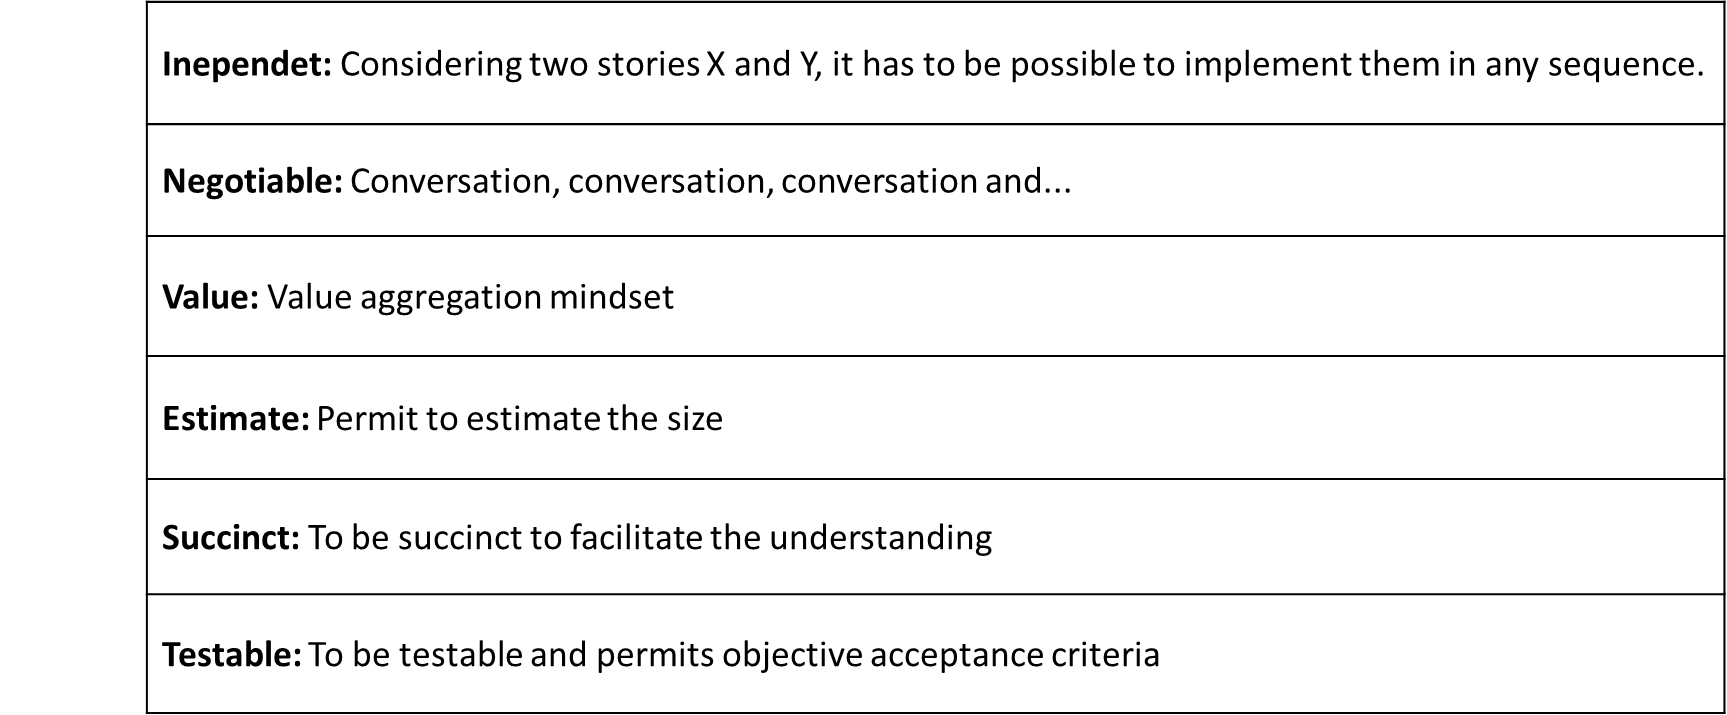 Inependet: Considering two stories X and Y, it has to be possible to implement them in any sequence.
Negotiable: Conversation, conversation, conversation and...
Value: Value aggregation mindset
Estimate: Permit to estimate the size
Succinct: To be succinct to facilitate the understanding
Testable: To be testable and permits objective acceptance criteria